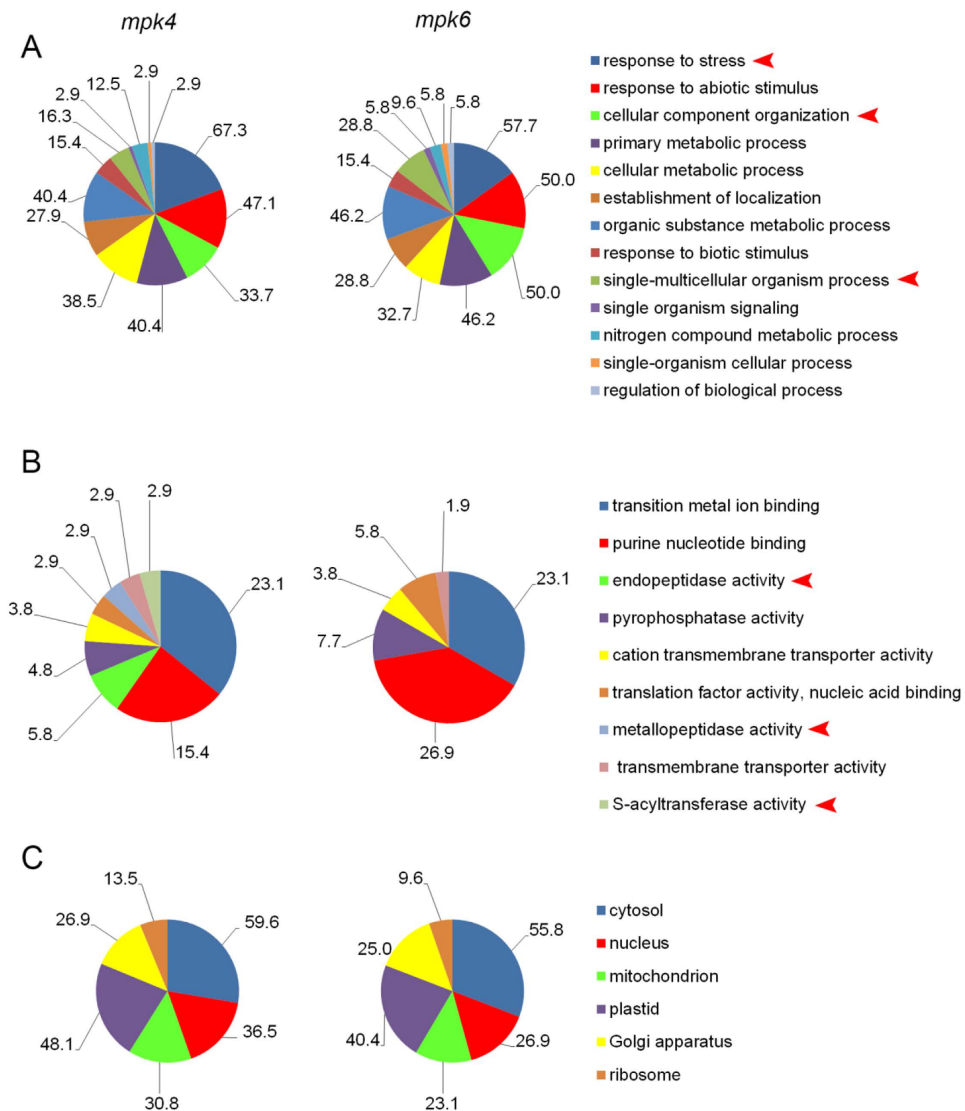 mpk4 mpk6
A
2.9
12.5 2.9
2.9
16.3 67.3
15.4
40.4 47.1
27.9
38.5 33.7
40.4
5.8
9.6 5.8
5.8
28.8 57.7
15.4
50.0
46.2
28.8
32.7 50.0
46.2
response to stress
response to abiotic stimulus
cellular component organization
primary metabolic process
cellular metabolic process
establishment of localization
organic substance metabolic process
response to biotic stimulus
single-multicellular organism process
single organism signaling
nitrogen compound metabolic process
single-organism cellular process
regulation of biological process
B
2.9 2.9
2.9
2.9
3.8 23.1
4.8
5.8
15.4
1.9
5.8
3.8 23.1
7.7
26.9
transition metal ion binding
purine nucleotide binding
endopeptidase activity
pyrophosphatase activity
cation transmembrane transporter activity
translation factor activity, nucleic acid binding
metallopeptidase activity
transmembrane transporter activity
S-acyltransferase activity
C
13.5
26.9 59.6
48.1 36.5
30.8
9.6
25.0 55.8
40.4 26.9
23.1
cytosol
nucleus
mitochondrion
plastid
Golgi apparatus
ribosome